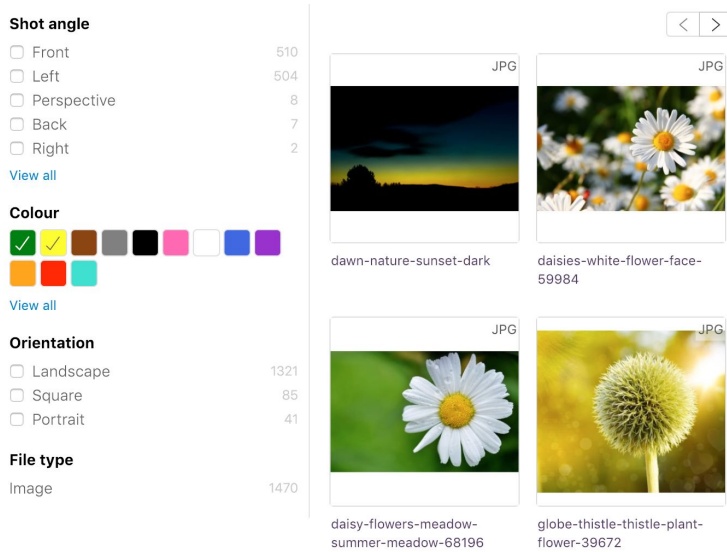 Shot angle
Front 510
Left 504
Perspective 8
Back 7
Right 2
View all
Colour
View all
Orientation
Landscape 1321
Square 85
Portrait 41
File type
Image 1470
JPG
dawn-nature-sunset-dark
JPG
daisies-white-flower-face-
59984
JPG
daisy-flowers-meadow-
summer-meadow-68196
JPG
globe-thistle-thistle-plant-
flower-39672